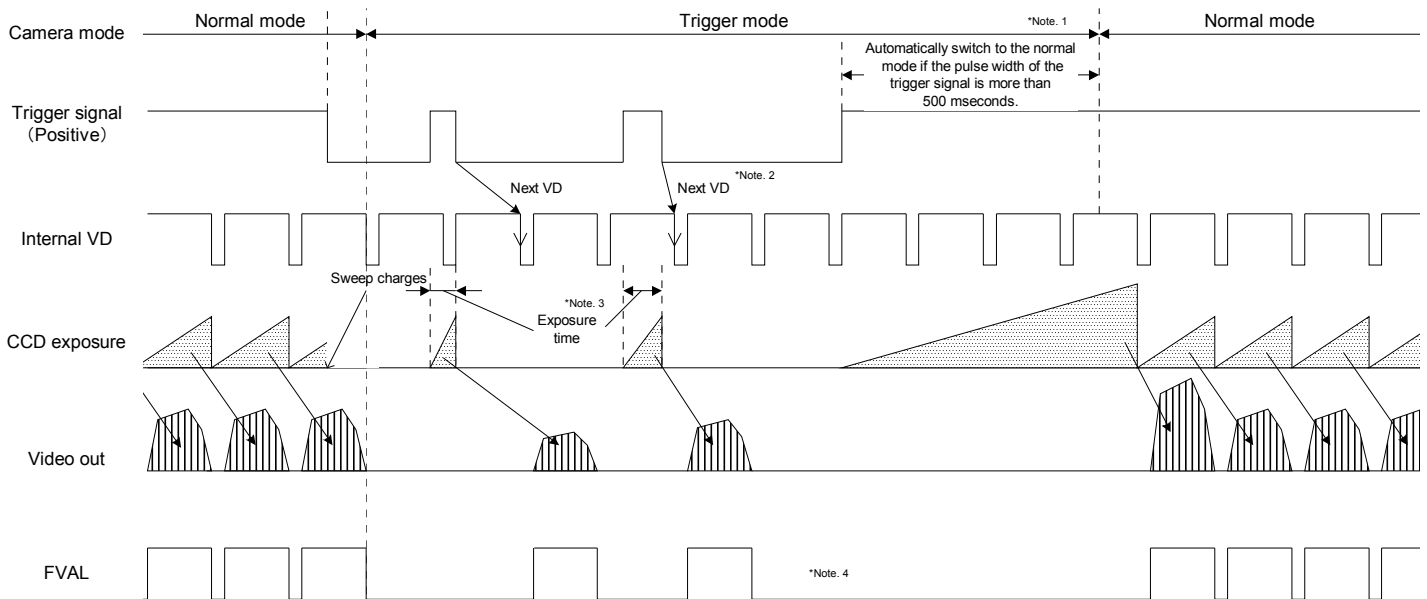 Normal mode
Trigger mode
*Note. 1
Normal mode
Camera mode
Automatically switch to the normal
mode if the pulse width of the
trigger signal is more than
500 mseconds.
Trigger signal
（Positive）
*Note. 2
Next VD
Next VD
Internal VD
Sweep charges
*Note. 3
Exposure
time
CCD exposure
Video out
FVAL
*Note. 4